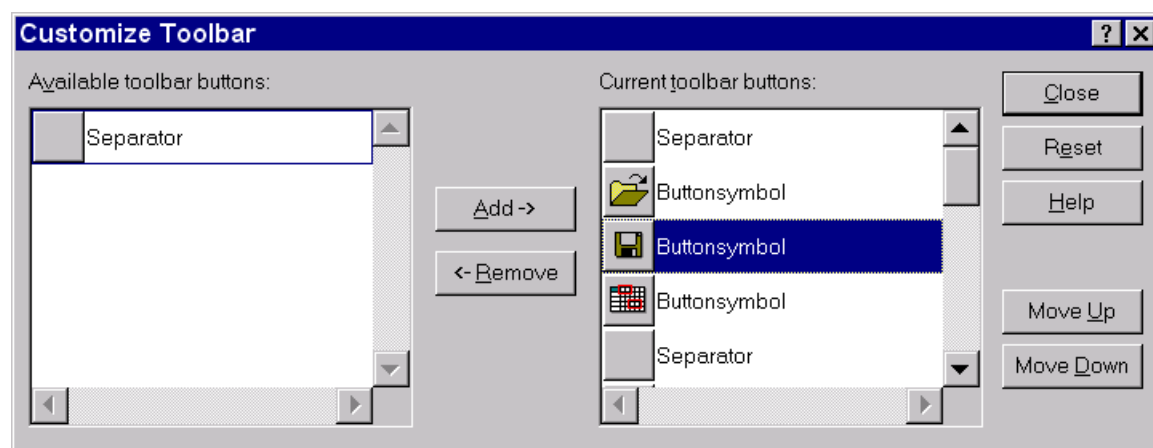 Customize Toolbar
? X
Available toolbar buttons:
Separator
Add ->
<- Remove
Current toolbar buttons:
Separator
Buttonsymbol
Buttonsymbol
Buttonsymbol
Separator
Close
Reset
Help
Move Up
Move Down